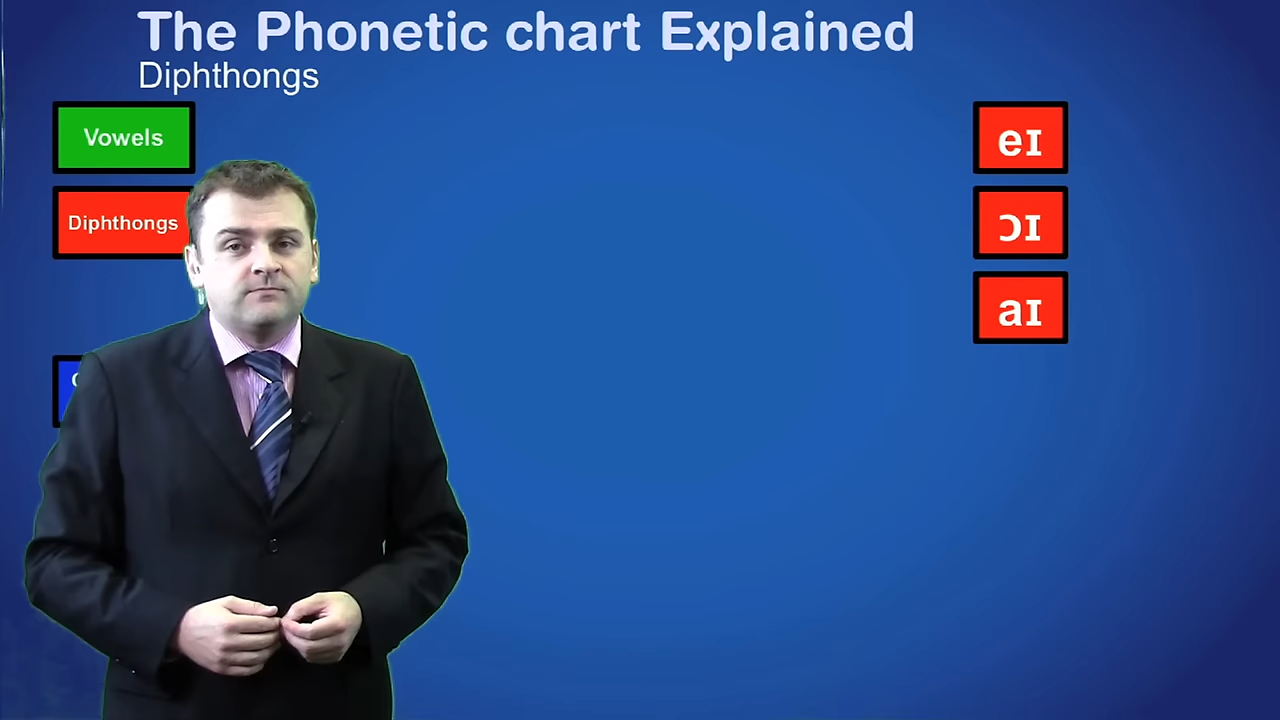 The Phonetic chart Explained
Diphthongs
Vowels
Diphthongs
eɪ
ɔɪ
aɪ